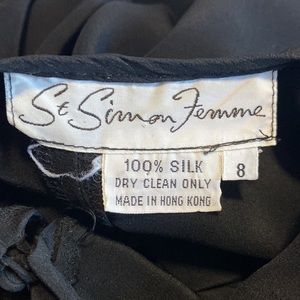 St Simon Femme
100% SILK
DRY CLEAN ONLY
MADE IN HONG KONG
8